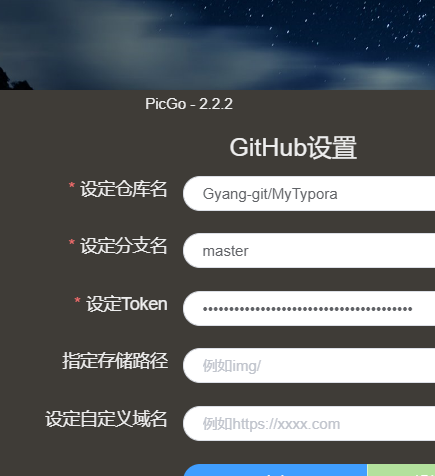 PicGo - 2.2.2
GitHub设置
* 设定仓库名 Gyang-git/MyTypora
* 设定分支名 master
* 设定Token ••••••••••••••••••••••••••••••••••••••••
指定存储路径 例如img/
设定自定义域名 例如https://xxxx.com